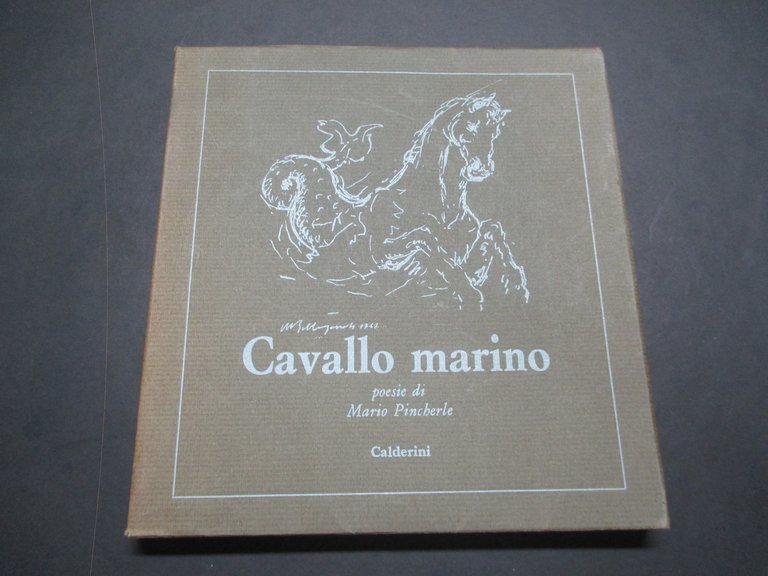 Cavallo marino
poesie di
Mario Pincherle
Calderini